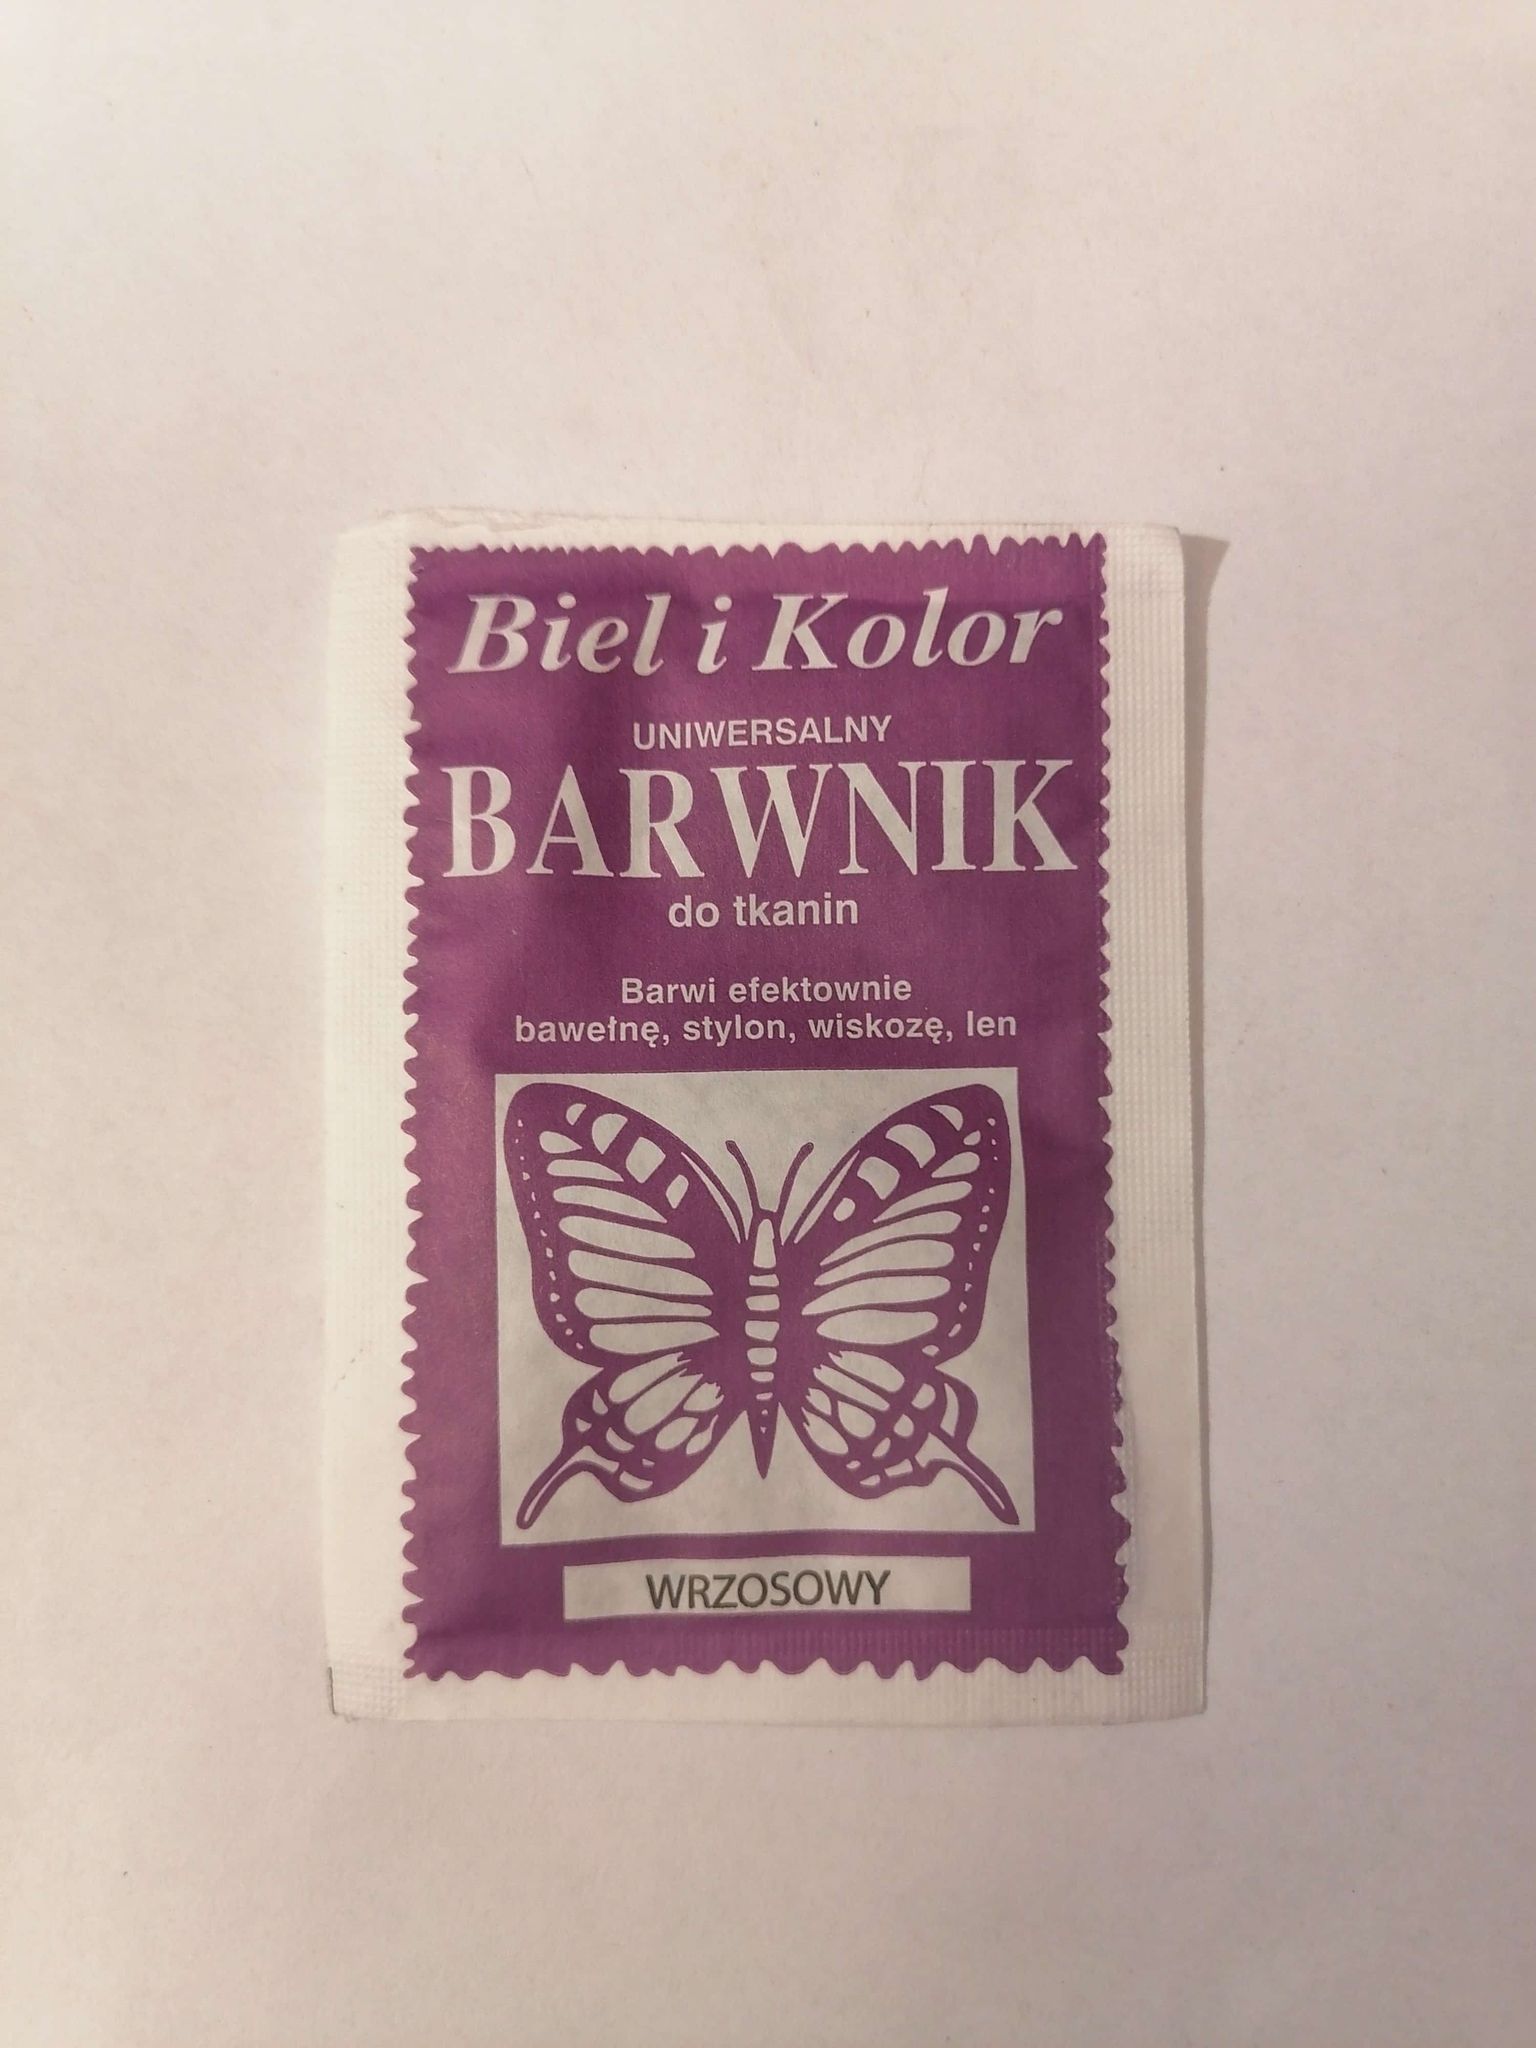 Biel i Kolor
UNIWERSALNY
BARWNIK
do tkanin
Barwi efektownie
bawełnę, stylon, wiskozę, len
WRZOSOWY